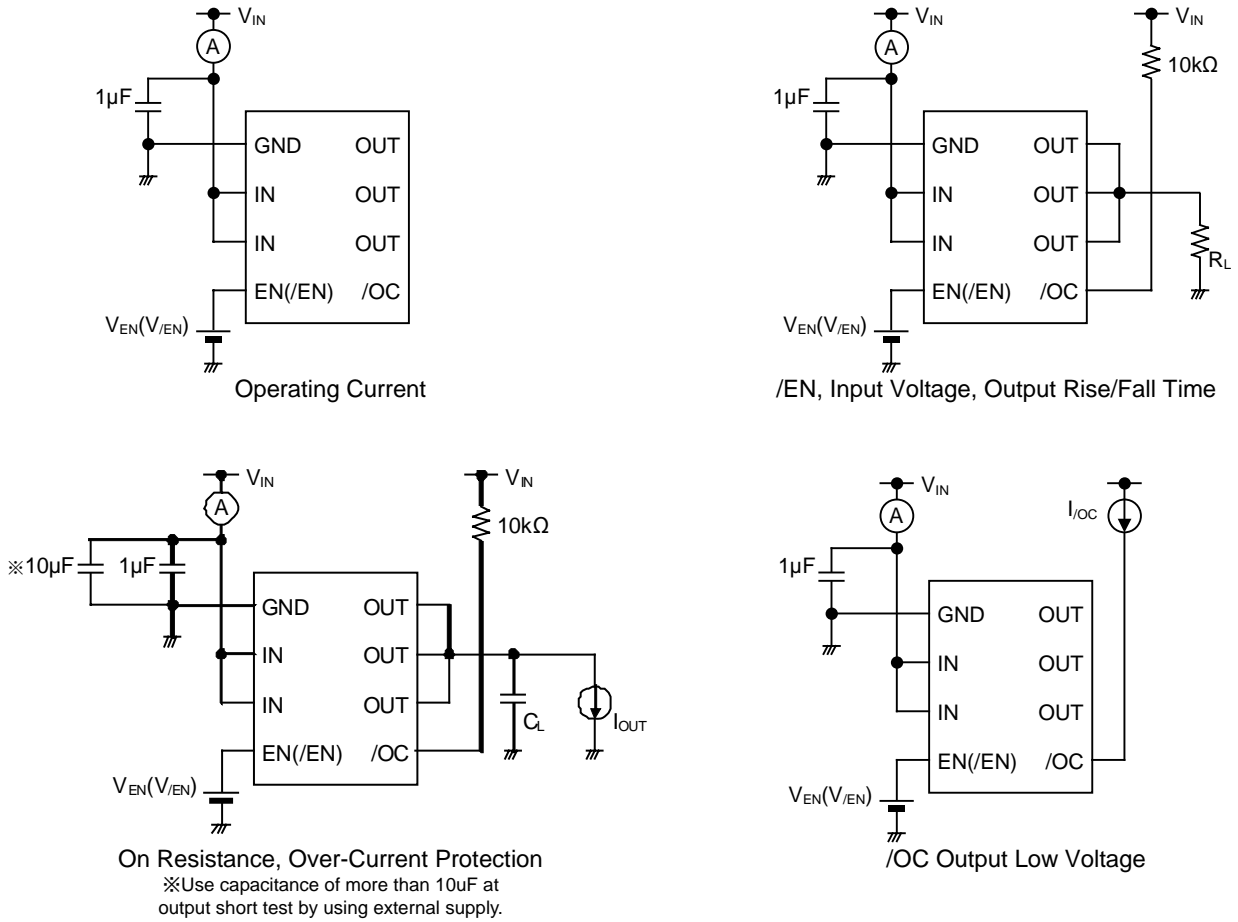 VIN
A
1µF
GND OUT
IN OUT
IN OUT
EN(/EN) /OC
VEN(V/EN)
Operating Current
VIN VIN
A
10kΩ
1µF
GND OUT
IN OUT
IN OUT
RL
EN(/EN) /OC
VEN(V/EN)
/EN, Input Voltage, Output Rise/Fall Time
VIN VIN
A
10kΩ
※10µF 1µF
GND OUT
IN OUT
IN OUT
CL IOUT
EN(/EN) /OC
VEN(V/EN)
On Resistance, Over-Current Protection
※Use capacitance of more than 10uF at
output short test by using external supply.
VIN
I/OC
A
1µF
GND OUT
IN OUT
IN OUT
EN(/EN) /OC
VEN(V/EN)
/OC Output Low Voltage